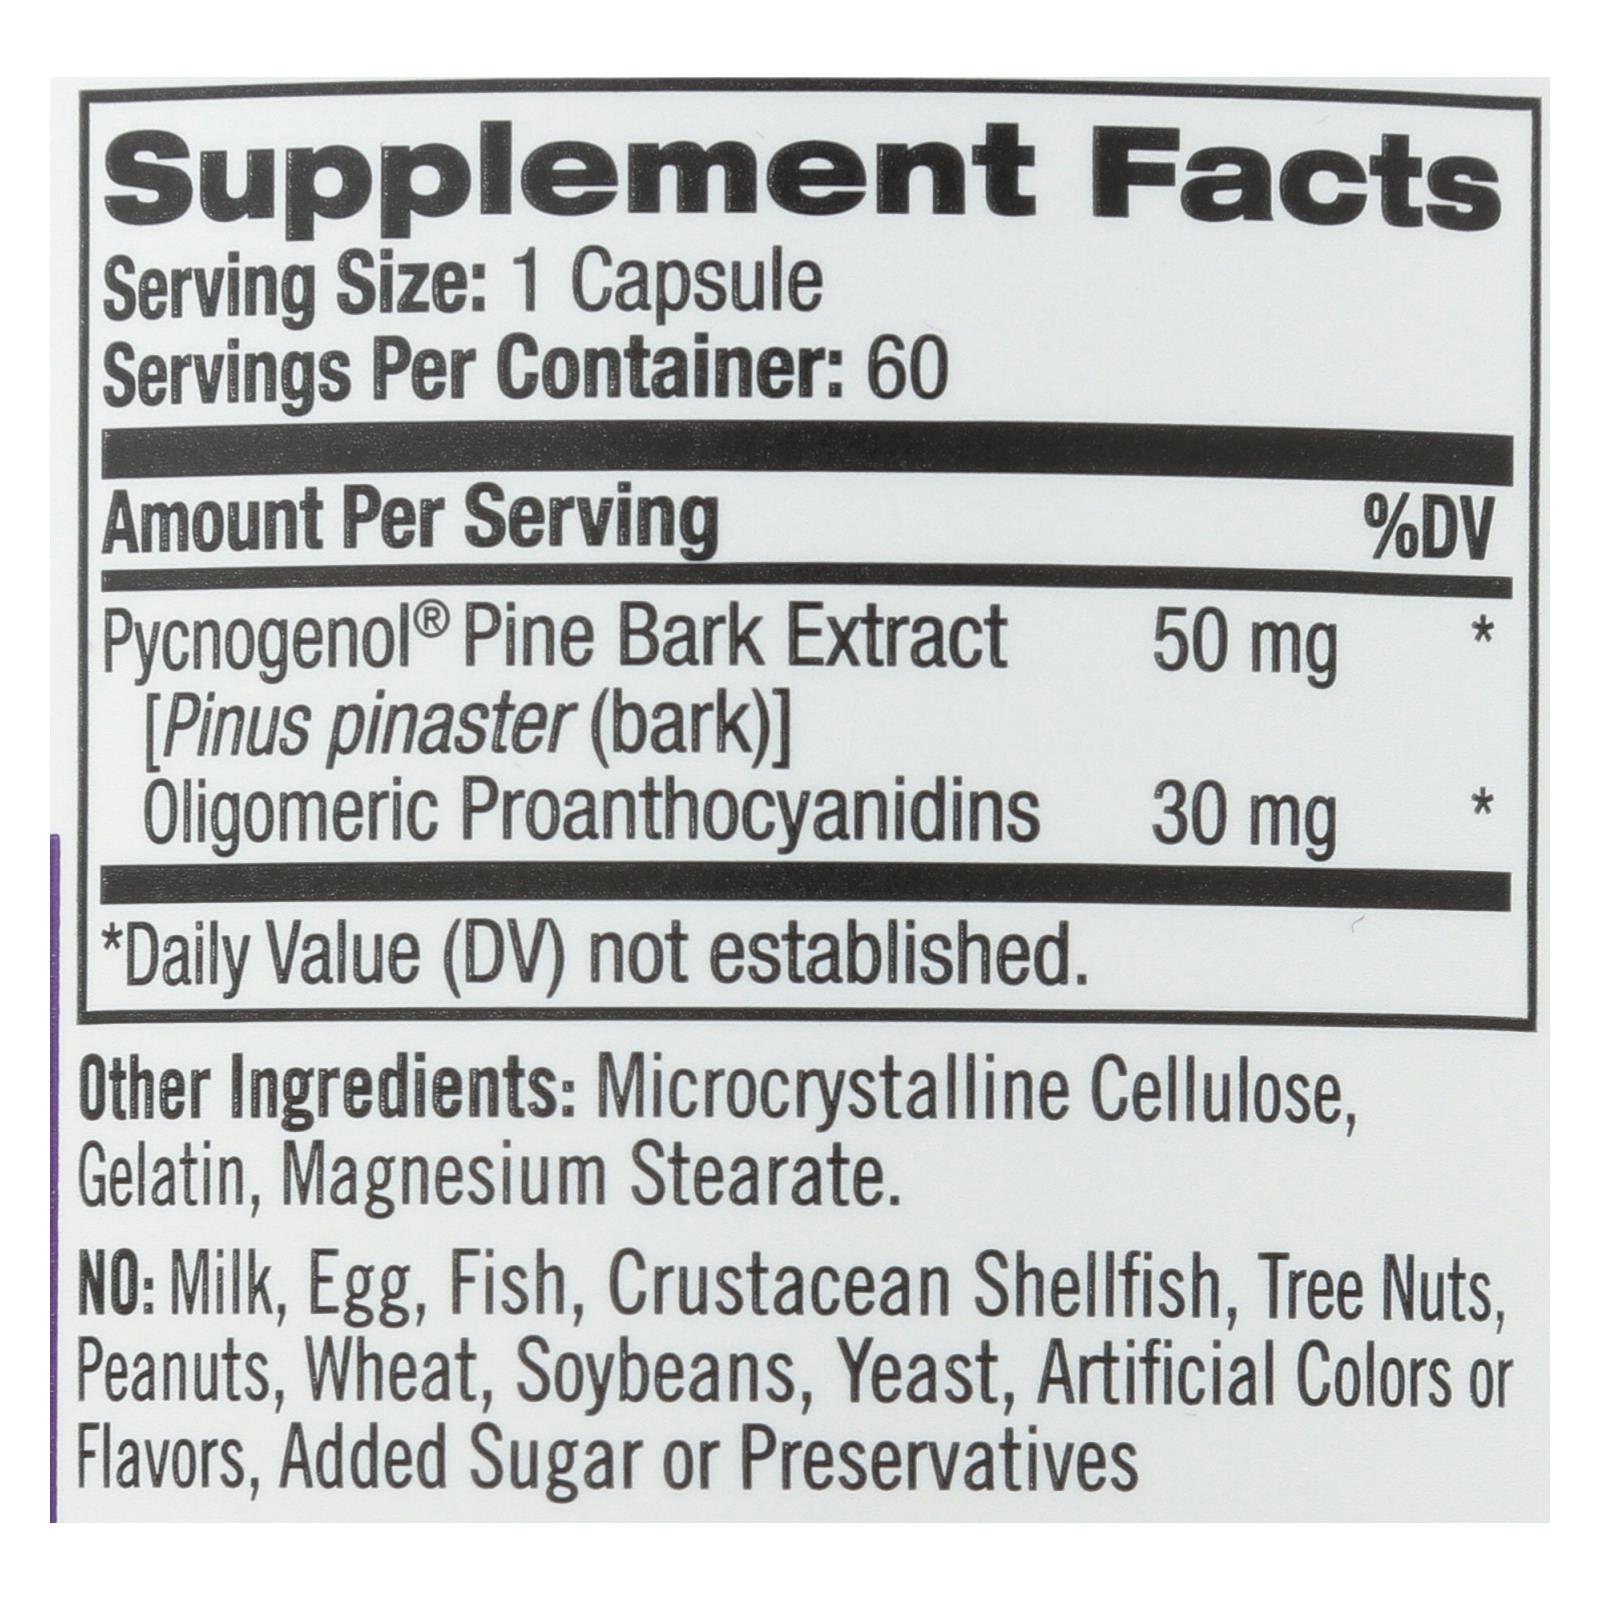 Supplement Facts
Serving Size: 1 Capsule
Servings Per Container: 60
Amount Per Serving %DV
Pycnogenol® Pine Bark Extract 50 mg *
[Pinus pinaster (bark)]
Oligomeric Proanthocyanidins 30 mg *
*Daily Value (DV) not established.
Other Ingredients: Microcrystalline Cellulose,
Gelatin, Magnesium Stearate.
NO: Milk, Egg, Fish, Crustacean Shellfish, Tree Nuts,
Peanuts, Wheat, Soybeans, Yeast, Artificial Colors or
Flavors, Added Sugar or Preservatives